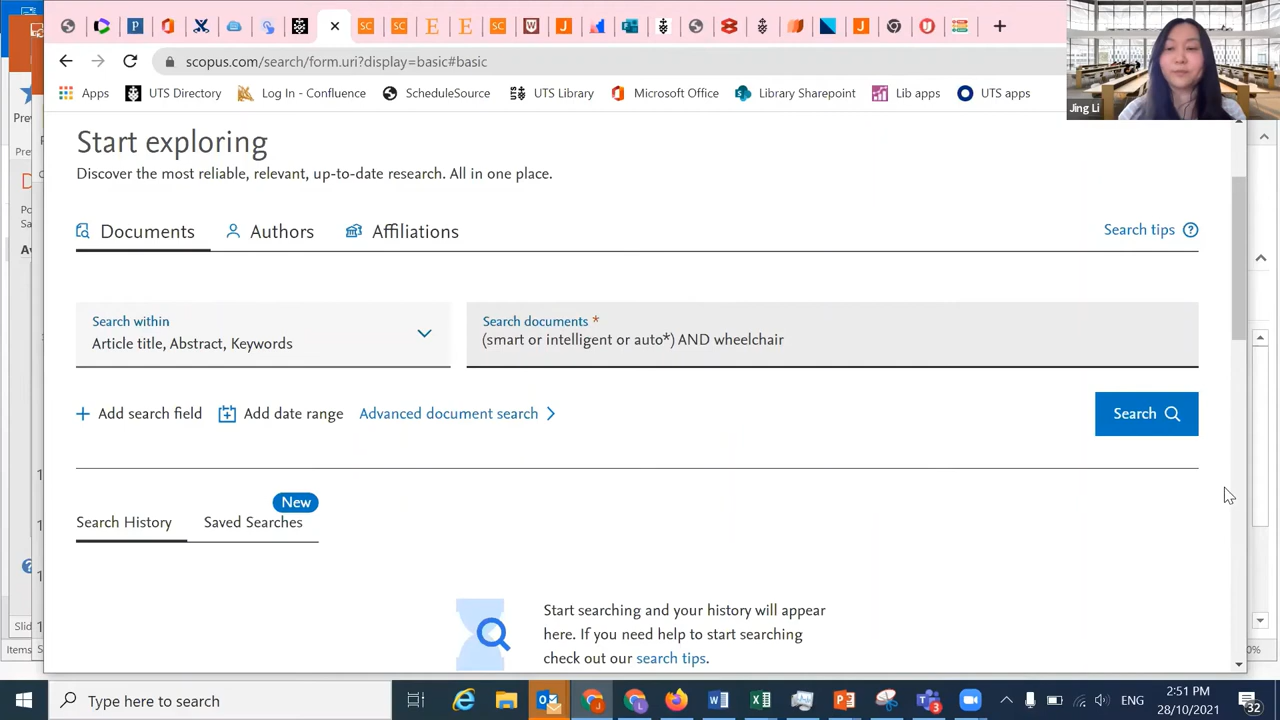 scopus.com/search/form.uri?display=basic#basic
Apps
UTS Directory
Log In - Confluence
ScheduleSource
UTS Library
Microsoft Office
Library Sharepoint
Lib apps
UTS apps
Jing Li
Start exploring
Discover the most reliable, relevant, up-to-date research. All in one place.
Documents
Authors
Affiliations
Search tips
Search within
Article title, Abstract, Keywords
Search documents *
(smart or intelligent or auto*) AND wheelchair
Add search field
Add date range
Advanced document search
Search
New
Search History
Saved Searches
Start searching and your history will appear
here. If you need help to start searching
check out our search tips.
Type here to search
ENG
2:51 PM
28/10/2021
32